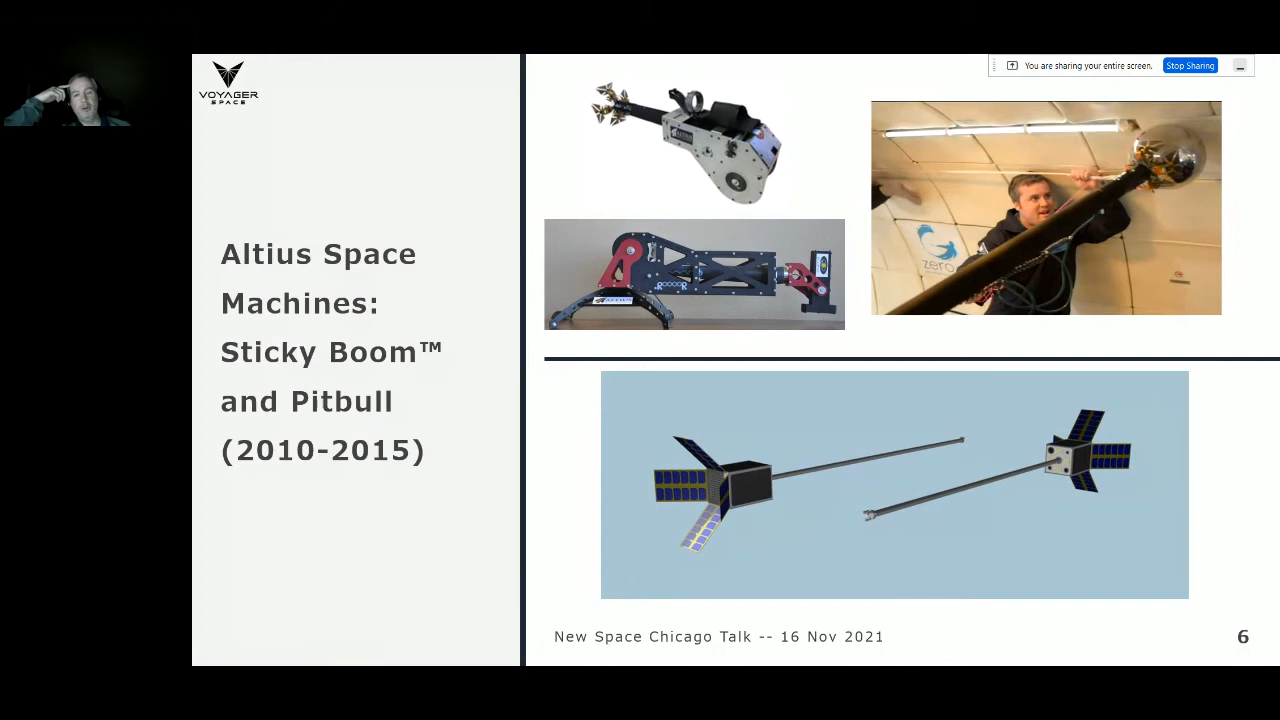 VOYAGER
SPACE
You are sharing your entire screen.
Stop Sharing
Altius Space
Machines:
Sticky Boom™
and Pitbull
(2010-2015)
ALTIUS
zero
New Space Chicago Talk -- 16 Nov 2021
6